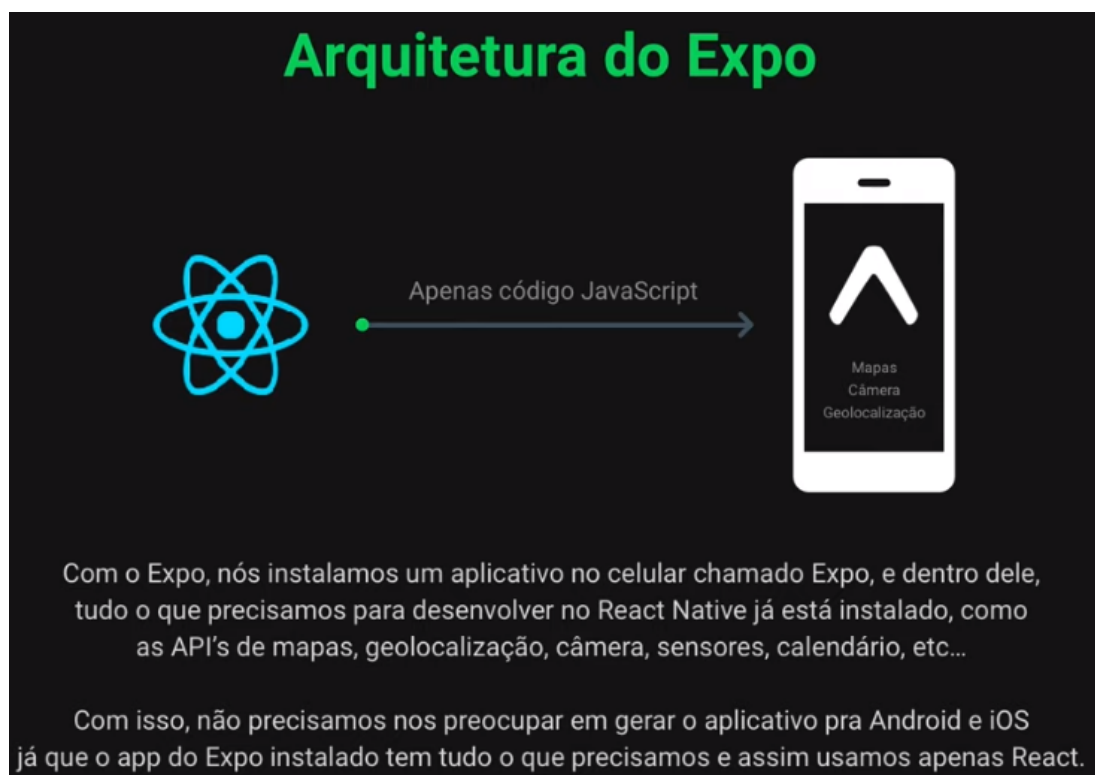 Arquitetura do Expo
Apenas código JavaScript
Mapas
Câmera
Geolocalização
Com o Expo, nós instalamos um aplicativo no celular chamado Expo, e dentro dele,
tudo o que precisamos para desenvolver no React Native já está instalado, como
as API's de mapas, geolocalização, câmera, sensores, calendário, etc...
Com isso, não precisamos nos preocupar em gerar o aplicativo pra Android e iOS
já que o app do Expo instalado tem tudo o que precisamos e assim usamos apenas React.